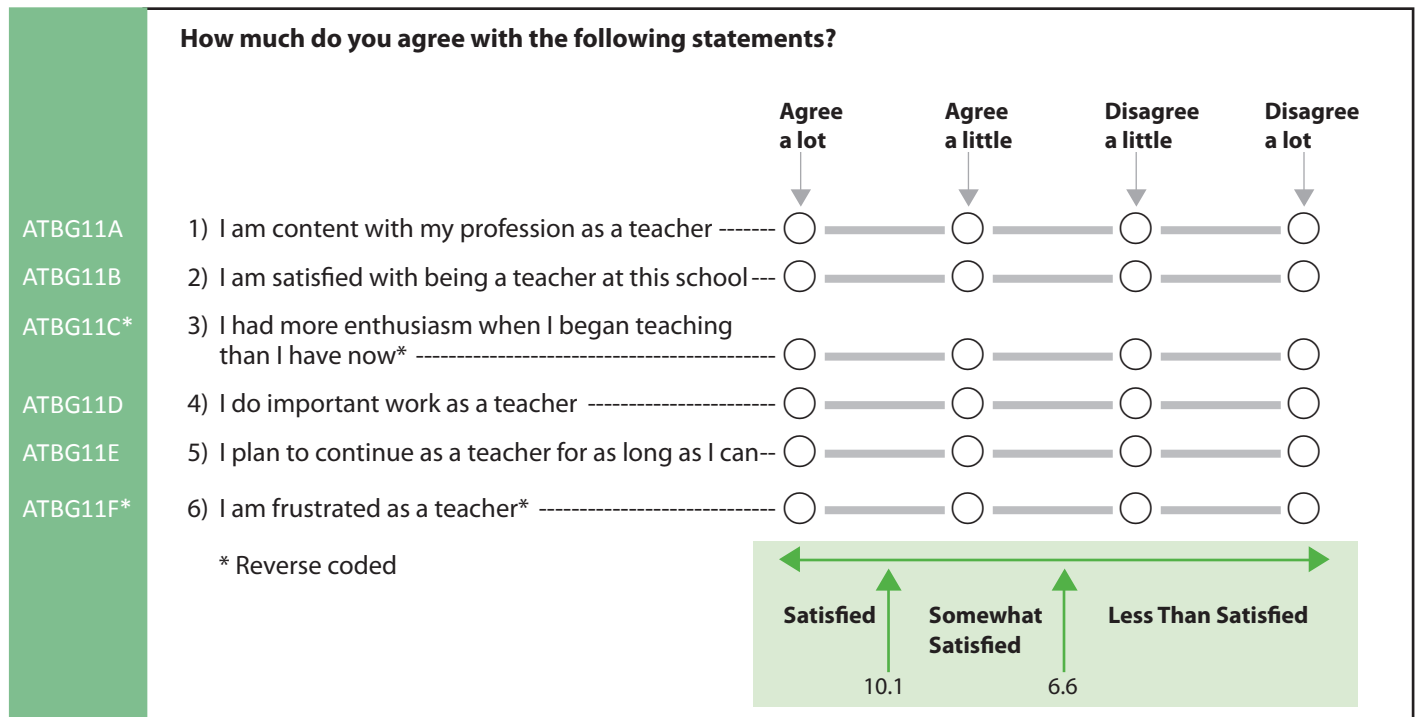 How much do you agree with the following statements?
Agree a lot
Agree a little
Disagree a little
Disagree a lot
ATBG11A 1) I am content with my profession as a teacher -------
ATBG11B 2) I am satisfied with being a teacher at this school ---
ATBG11C* 3) I had more enthusiasm when I began teaching
than I have now* --------------------------------------------
ATBG11D 4) I do important work as a teacher -----------------------
ATBG11E 5) I plan to continue as a teacher for as long as I can--
ATBG11F* 6) I am frustrated as a teacher* -----------------------------
* Reverse coded
Satisfied
Somewhat Satisfied
Less Than Satisfied
10.1
6.6